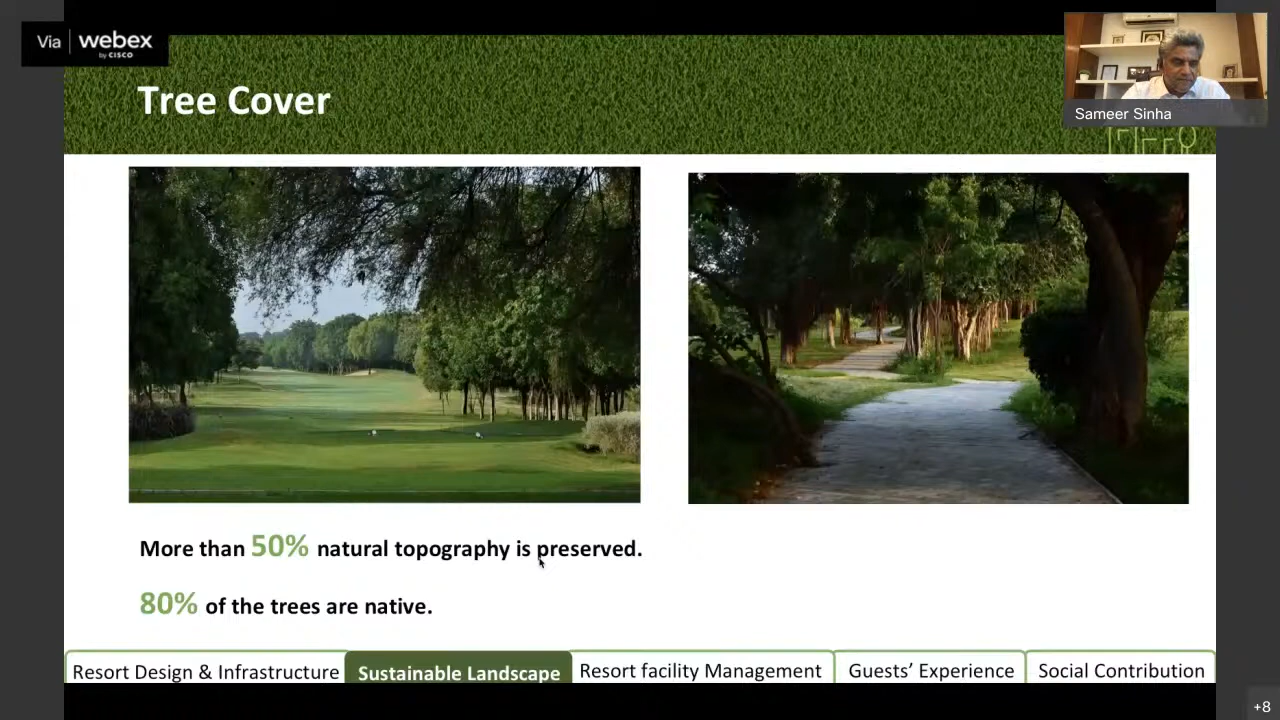 Via webex
by CISCO
Tree Cover
Sameer Sinha
More than 50% natural topography is preserved.
80% of the trees are native.
Resort Design & Infrastructure Sustainable Landscape Resort facility Management Guests’ Experience Social Contribution
+8